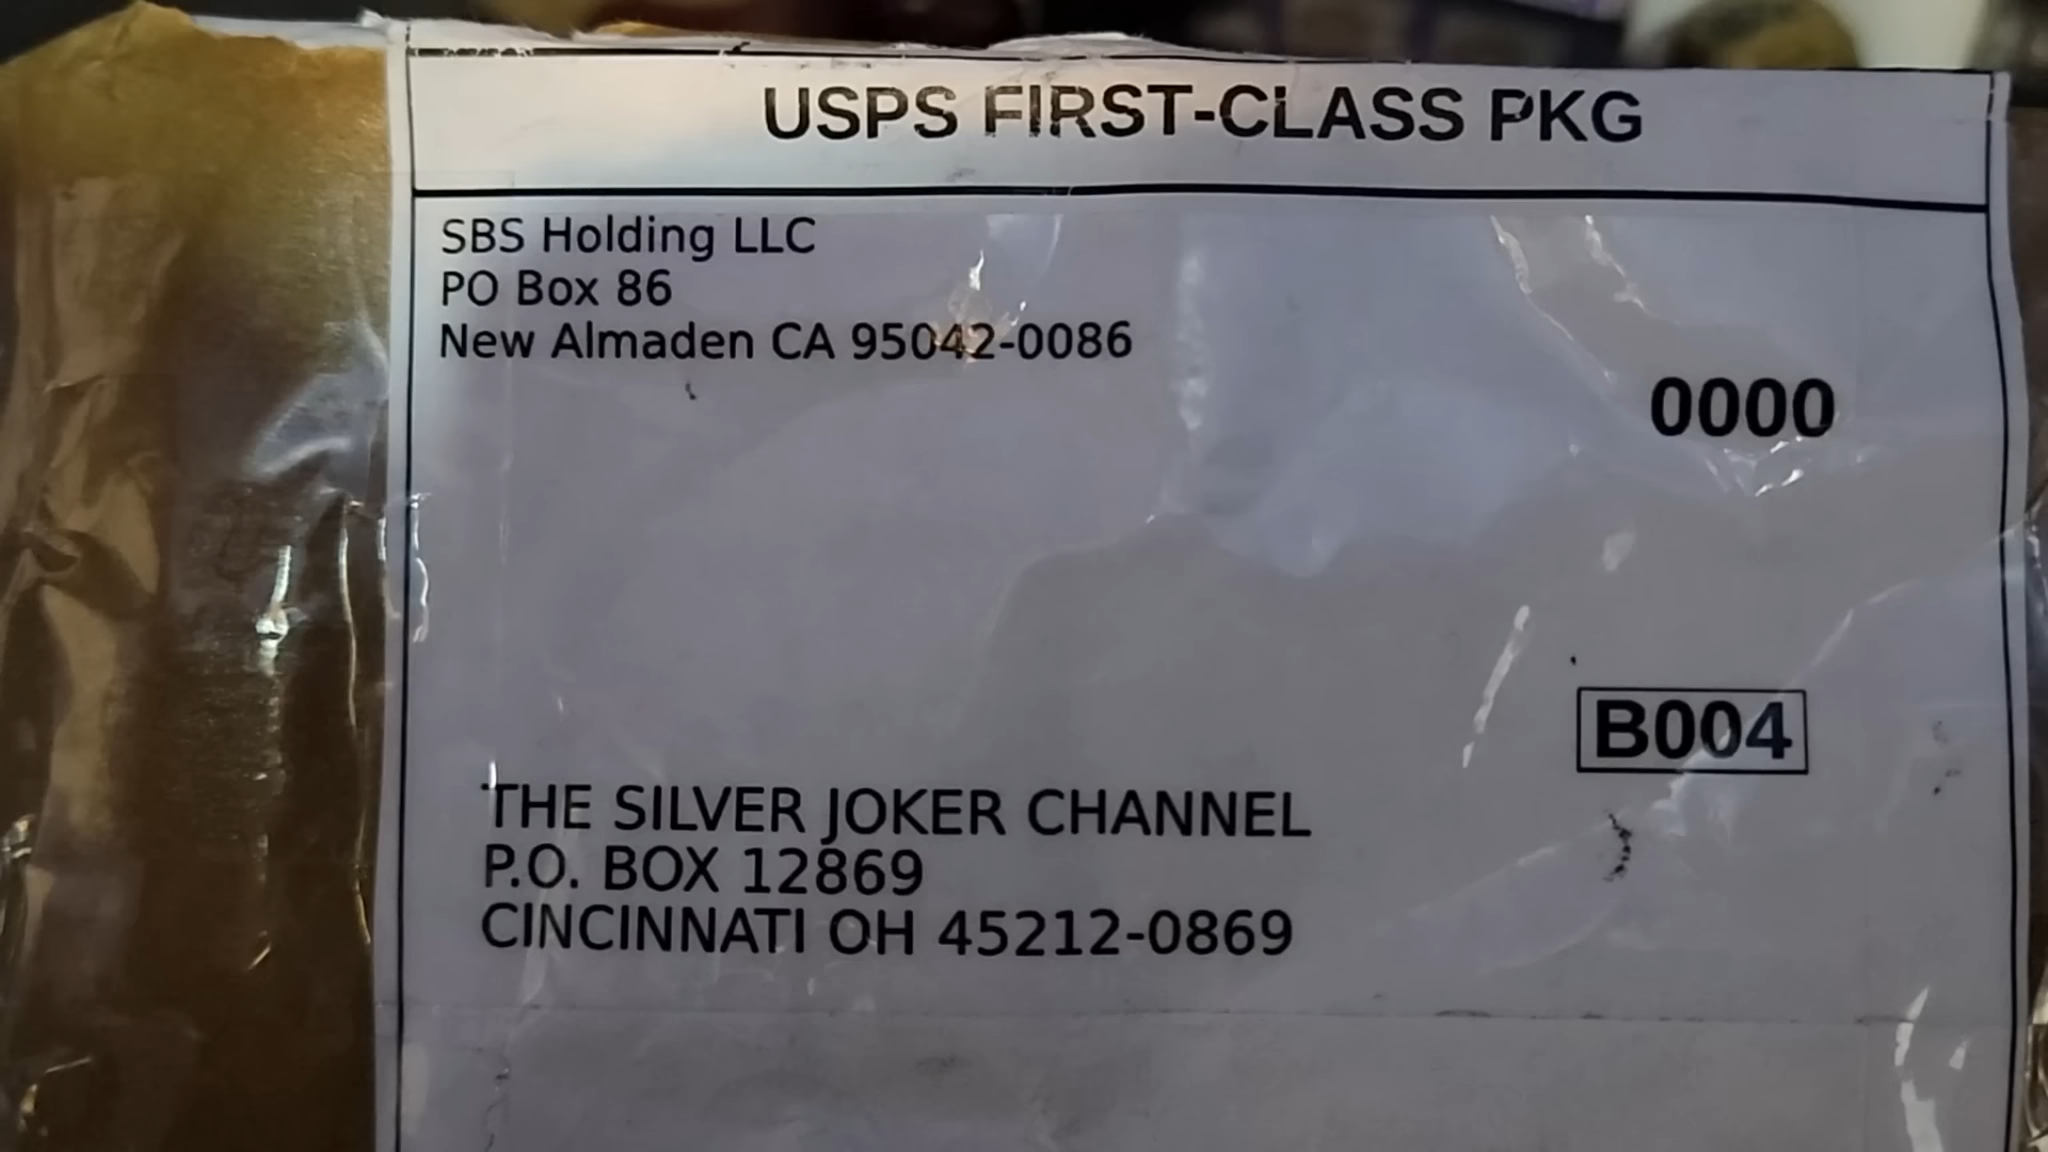 USPS FIRST-CLASS PKG
SBS Holding LLC
PO Box 86
New Almaden CA 95042-0086
0000
B004
THE SILVER JOKER CHANNEL
P.O. BOX 12869
CINCINNATI OH 45212-0869